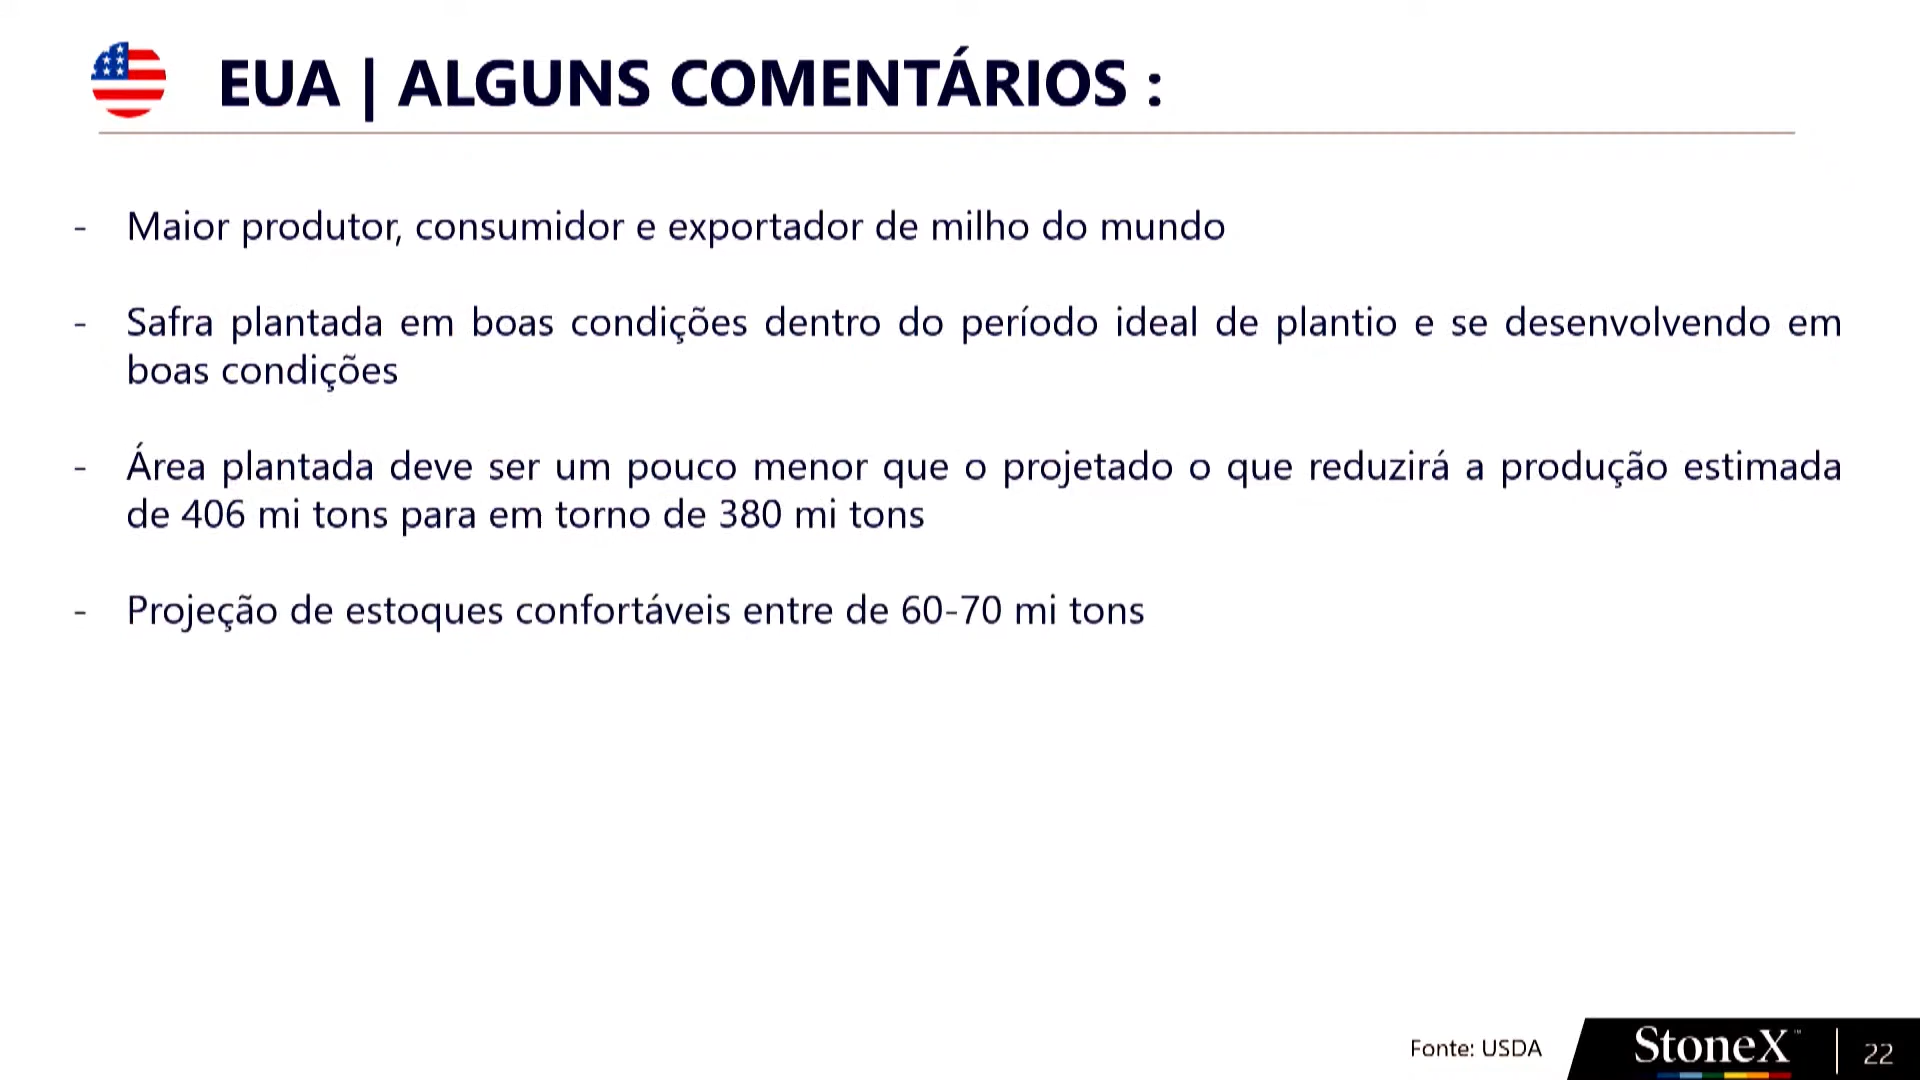 EUA | ALGUNS COMENTÁRIOS :
- Maior produtor, consumidor e exportador de milho do mundo
- Safra plantada em boas condições dentro do período ideal de plantio e se desenvolvendo em
boas condições
- Área plantada deve ser um pouco menor que o projetado o que reduzirá a produção estimada
de 406 mi tons para em torno de 380 mi tons
- Projeção de estoques confortáveis entre de 60-70 mi tons
Fonte: USDA
StoneX™
22